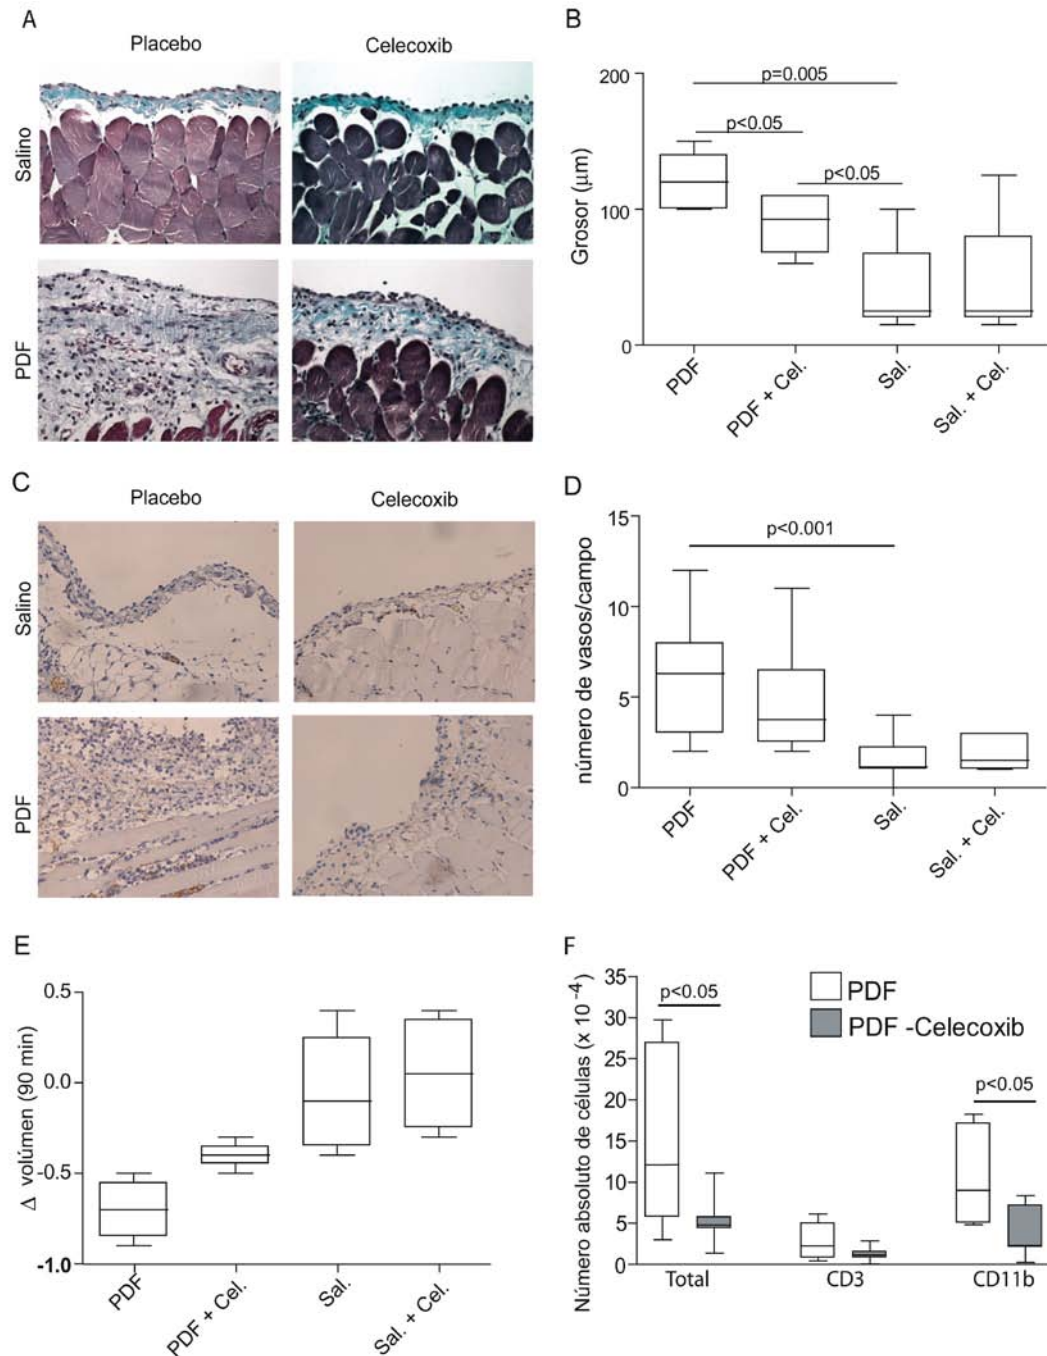 A
Placebo
Celecoxib
Salino
PDF
B
Grosor (μm)
200
100
0
p=0.005
p<0.05
p<0.05
PDF
PDF + Cel.
Sal.
Sal. + Cel.
C
Placebo
Celecoxib
Salino
PDF
D
número de vasos/campo
15
10
5
0
p<0.001
PDF
PDF + Cel.
Sal.
Sal. + Cel.
E
Δ volúmen (90 min)
0.5
0.0
-0.5
-1.0
PDF
PDF + Cel.
Sal.
Sal. + Cel.
F
Número absoluto de células (x 10 -4)
35
30
25
20
15
10
5
0
p<0.05
PDF
PDF -Celecoxib
p<0.05
Total
CD3
CD11b